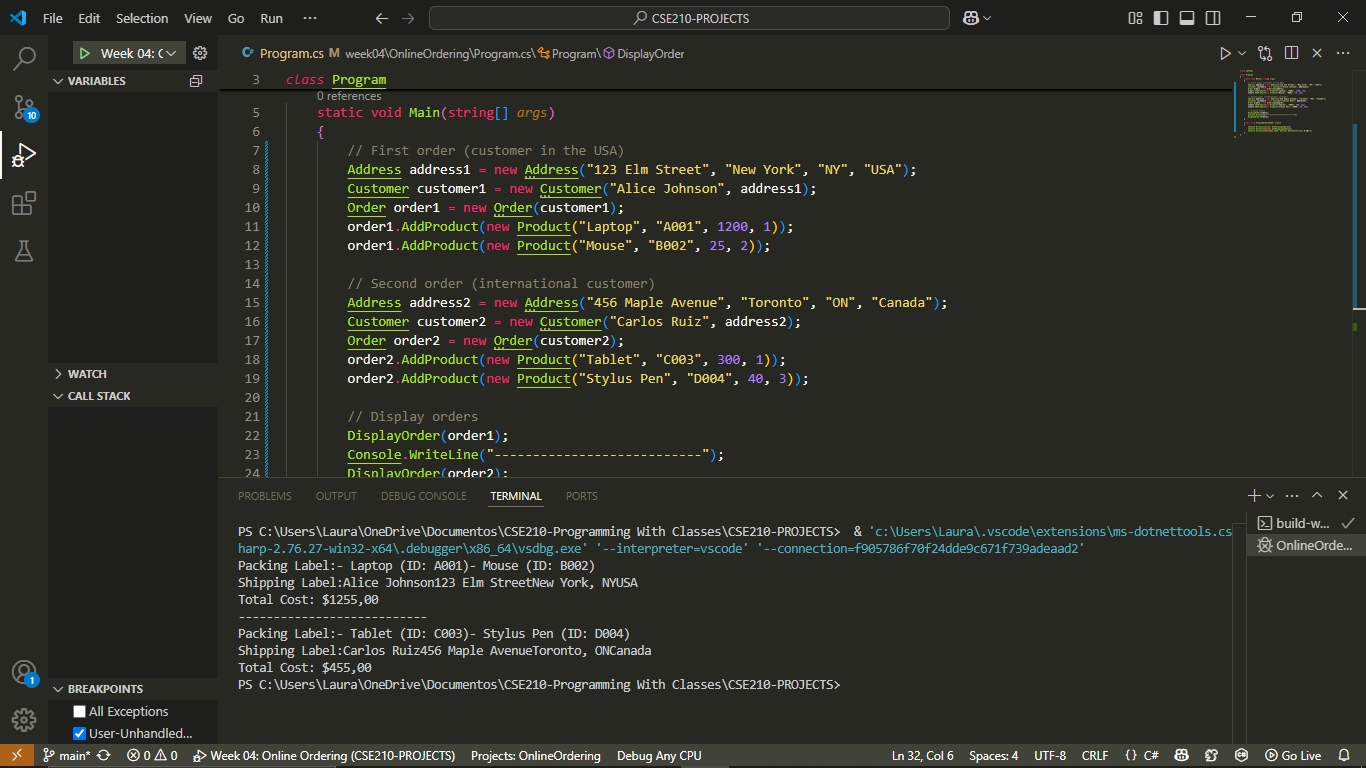 File Edit Selection View Go Run ···
CSE210-PROJECTS
Week 04: C
Program.cs M week04\OnlineOrdering\Program.cs\Program\DisplayOrder
VARIABLES
WATCH
CALL STACK
BREAKPOINTS
All Exceptions
User-Unhandled...
10
1
3 class Program
0 references
5 static void Main(string[] args)
6 {
7 // First order (customer in the USA)
8 Address address1 = new Address("123 Elm Street", "New York", "NY", "USA");
9 Customer customer1 = new Customer("Alice Johnson", address1);
10 Order order1 = new Order(customer1);
11 order1.AddProduct(new Product("Laptop", "A001", 1200, 1));
12 order1.AddProduct(new Product("Mouse", "B002", 25, 2));
13
14 // Second order (international customer)
15 Address address2 = new Address("456 Maple Avenue", "Toronto", "ON", "Canada");
16 Customer customer2 = new Customer("Carlos Ruiz", address2);
17 Order order2 = new Order(customer2);
18 order2.AddProduct(new Product("Tablet", "C003", 300, 1));
19 order2.AddProduct(new Product("Stylus Pen", "D004", 40, 3));
20
21 // Display orders
22 DisplayOrder(order1);
23 Console.WriteLine("---------------------------");
24 DisplayOrder(order2);
PROBLEMS OUTPUT DEBUG CONSOLE TERMINAL PORTS
PS C:\Users\Laura\OneDrive\Documentos\CSE210-Programming With Classes\CSE210-PROJECTS> & 'c:\Users\Laura\.vscode\extensions\ms-dotnettools.cs
harp-2.76.27-win32-x64\.debugger\x86_64\vsdbg.exe' '--interpreter=vscode' '--connection=f905786f70f24dde9c671f739adeaad2'
Packing Label:- Laptop (ID: A001)- Mouse (ID: B002)
Shipping Label:Alice Johnson123 Elm StreetNew York, NYUSA
Total Cost: $1255,00
---------------------------
Packing Label:- Tablet (ID: C003)- Stylus Pen (ID: D004)
Shipping Label:Carlos Ruiz456 Maple AvenueToronto, ONCanada
Total Cost: $455,00
PS C:\Users\Laura\OneDrive\Documentos\CSE210-Programming With Classes\CSE210-PROJECTS>
build-w...
OnlineOrde...
main* 0 0 Week 04: Online Ordering (CSE210-PROJECTS) Projects: OnlineOrdering Debug Any CPU Ln 32, Col 6 Spaces: 4 UTF-8 CRLF {} C# Go Live